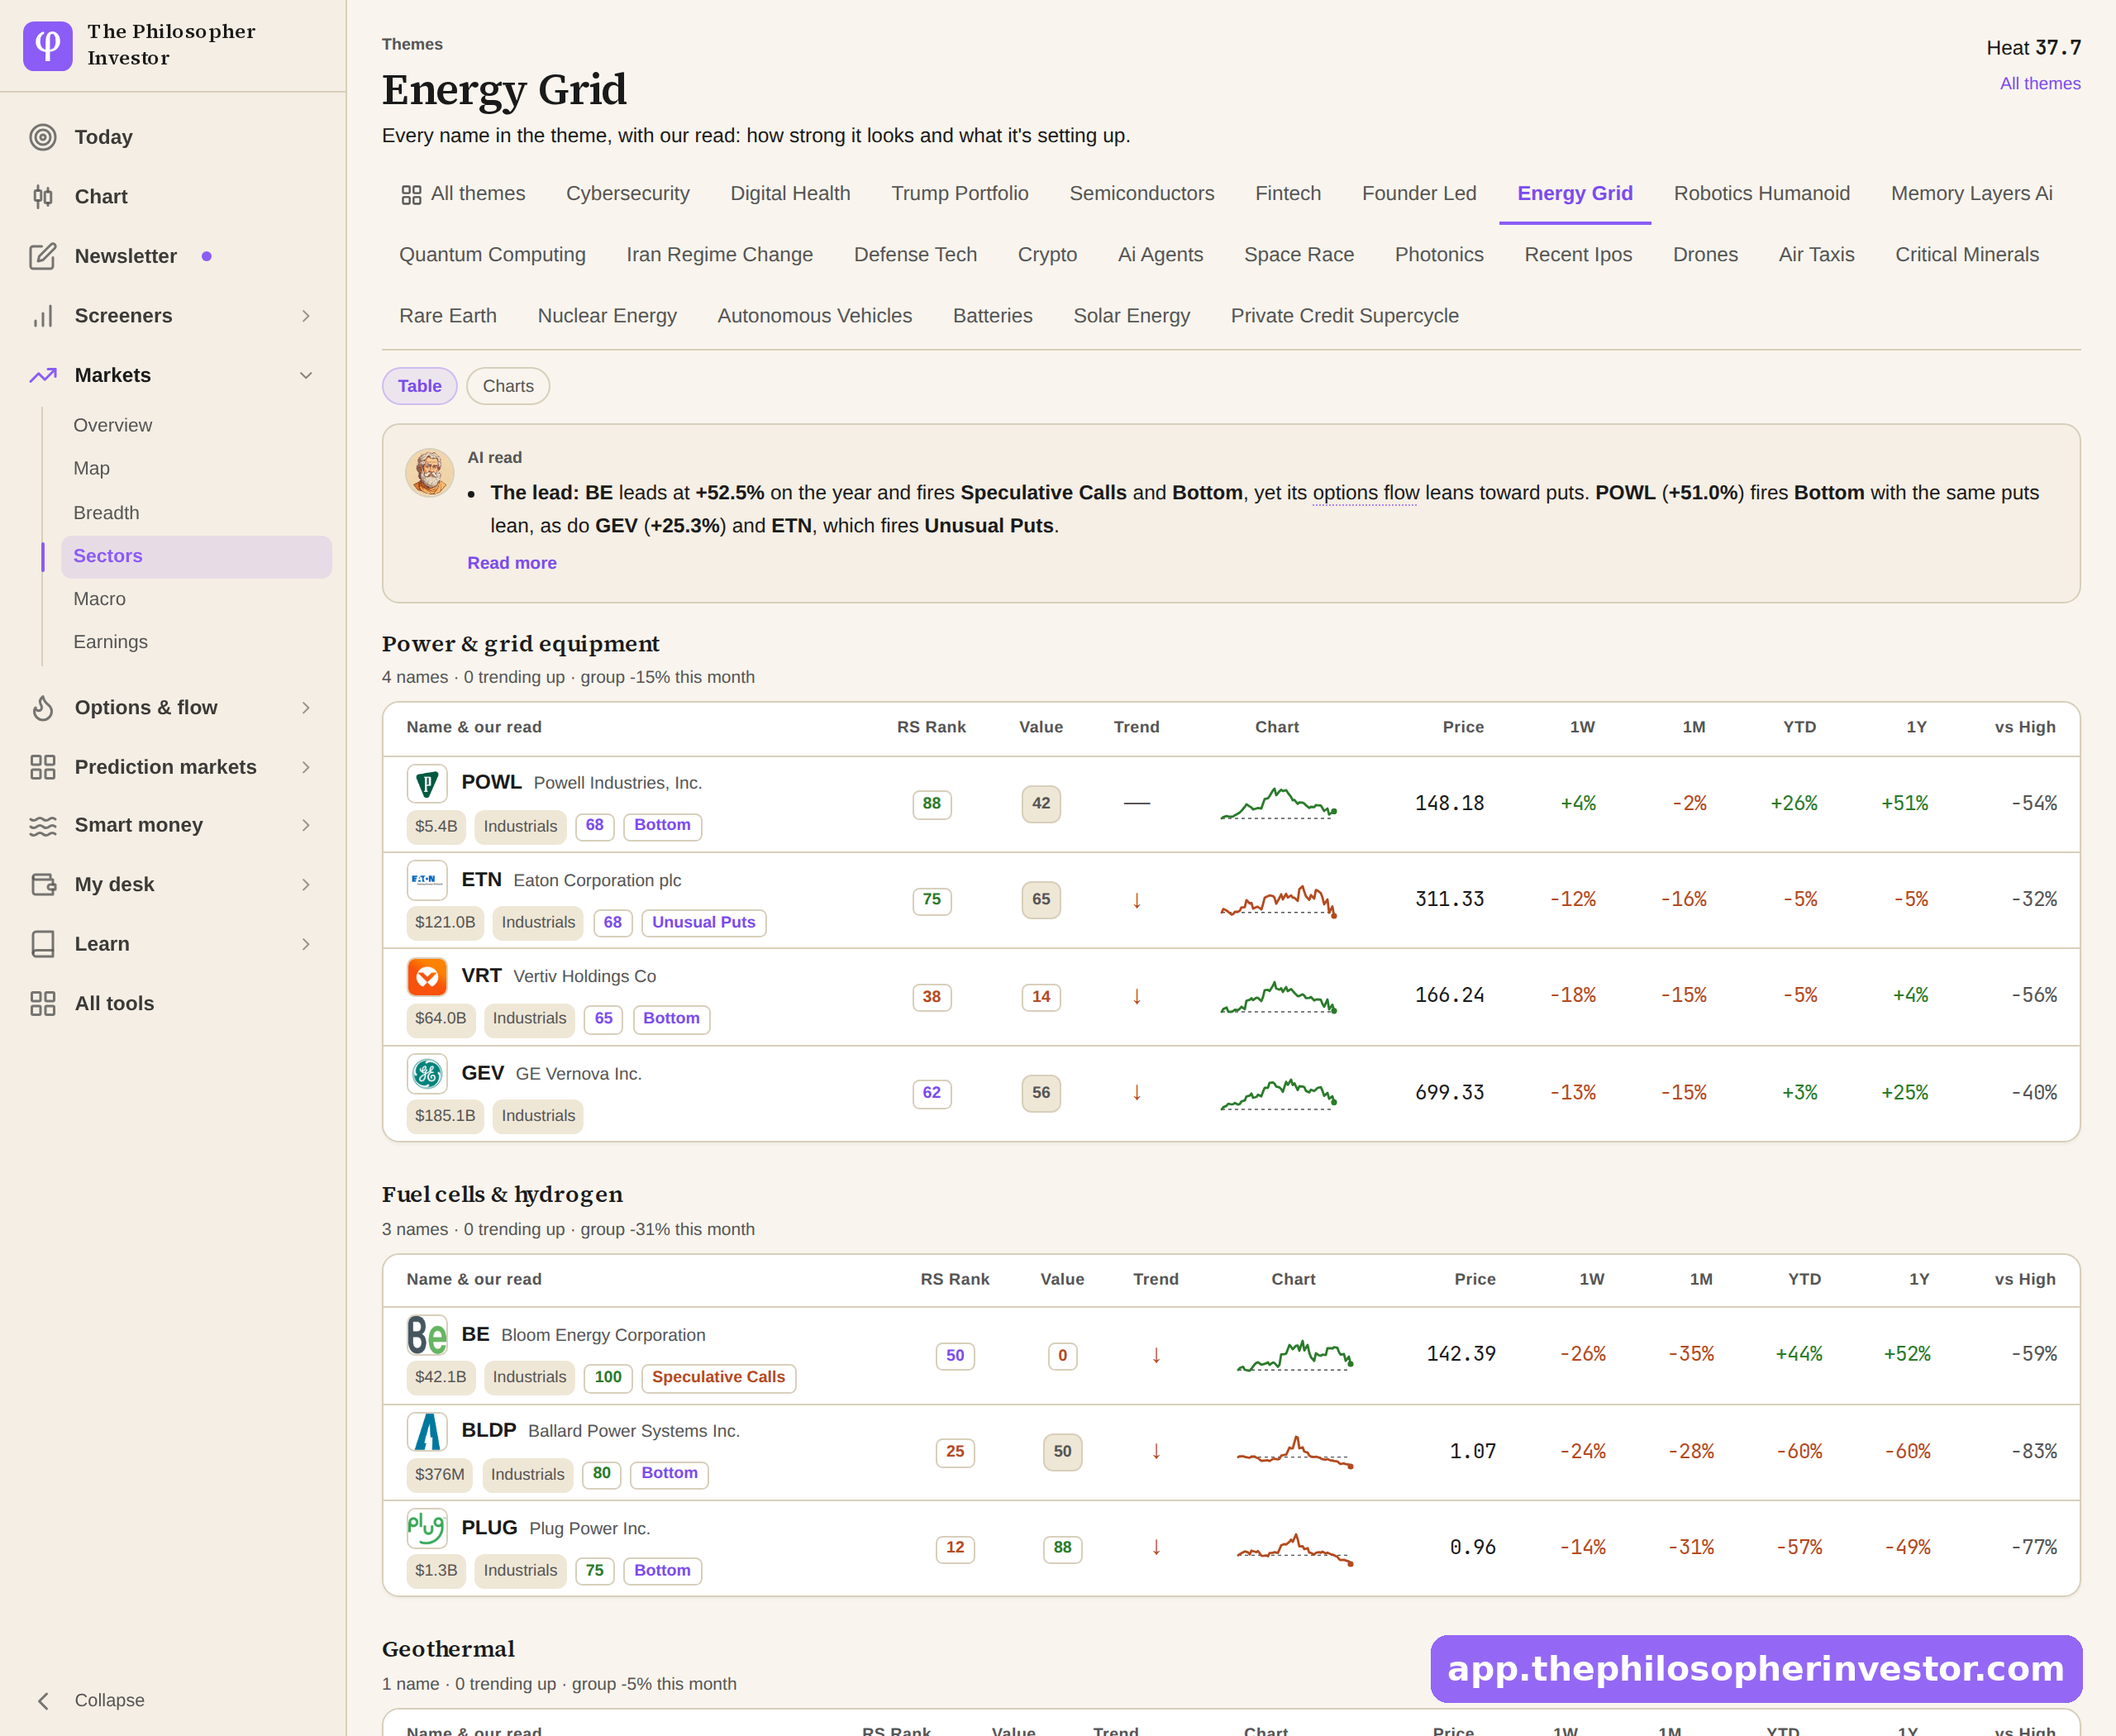 φ
The Philosopher
Investor
Today
Chart
Newsletter
Screeners
Markets
Overview
Map
Breadth
Sectors
Macro
Earnings
Options & flow
Prediction markets
Smart money
My desk
Learn
All tools
Collapse
Themes
Heat 37.7
Energy Grid
All themes
Every name in the theme, with our read: how strong it looks and what it's setting up.
All themes Cybersecurity Digital Health Trump Portfolio Semiconductors Fintech Founder Led Energy Grid Robotics Humanoid Memory Layers Ai
Quantum Computing Iran Regime Change Defense Tech Crypto Ai Agents Space Race Photonics Recent Ipos Drones Air Taxis Critical Minerals
Rare Earth Nuclear Energy Autonomous Vehicles Batteries Solar Energy Private Credit Supercycle
Table Charts
AI read
• The lead: BE leads at +52.5% on the year and fires Speculative Calls and Bottom, yet its options flow leans toward puts. POWL (+51.0%) fires Bottom with the same puts
lean, as do GEV (+25.3%) and ETN, which fires Unusual Puts.
Read more
Power & grid equipment
4 names · 0 trending up · group -15% this month
Name & our read RS Rank Value Trend Chart Price 1W 1M YTD 1Y vs High
POWL Powell Industries, Inc.
88 42 — 148.18 +4% -2% +26% +51% -54%
$5.4B Industrials 68 Bottom
EATON
ETN Eaton Corporation plc
75 65 ↓ 311.33 -12% -16% -5% -5% -32%
$121.0B Industrials 68 Unusual Puts
VRT Vertiv Holdings Co
38 14 ↓ 166.24 -18% -15% -5% +4% -56%
$64.0B Industrials 65 Bottom
GEV GE Vernova Inc.
62 56 ↓ 699.33 -13% -15% +3% +25% -40%
$185.1B Industrials
Fuel cells & hydrogen
3 names · 0 trending up · group -31% this month
Name & our read RS Rank Value Trend Chart Price 1W 1M YTD 1Y vs High
Be
BE Bloom Energy Corporation
50 0 ↓ 142.39 -26% -35% +44% +52% -59%
$42.1B Industrials 100 Speculative Calls
BLDP Ballard Power Systems Inc.
25 50 ↓ 1.07 -24% -28% -60% -60% -83%
$376M Industrials 80 Bottom
plug
PLUG Plug Power Inc.
12 88 ↓ 0.96 -14% -31% -57% -49% -77%
$1.3B Industrials 75 Bottom
Geothermal
1 name · 0 trending up · group -5% this month
app.thephilosopherinvestor.com
Name & our read RS Rank Value Trend Chart Price 1W 1M YTD 1Y vs High